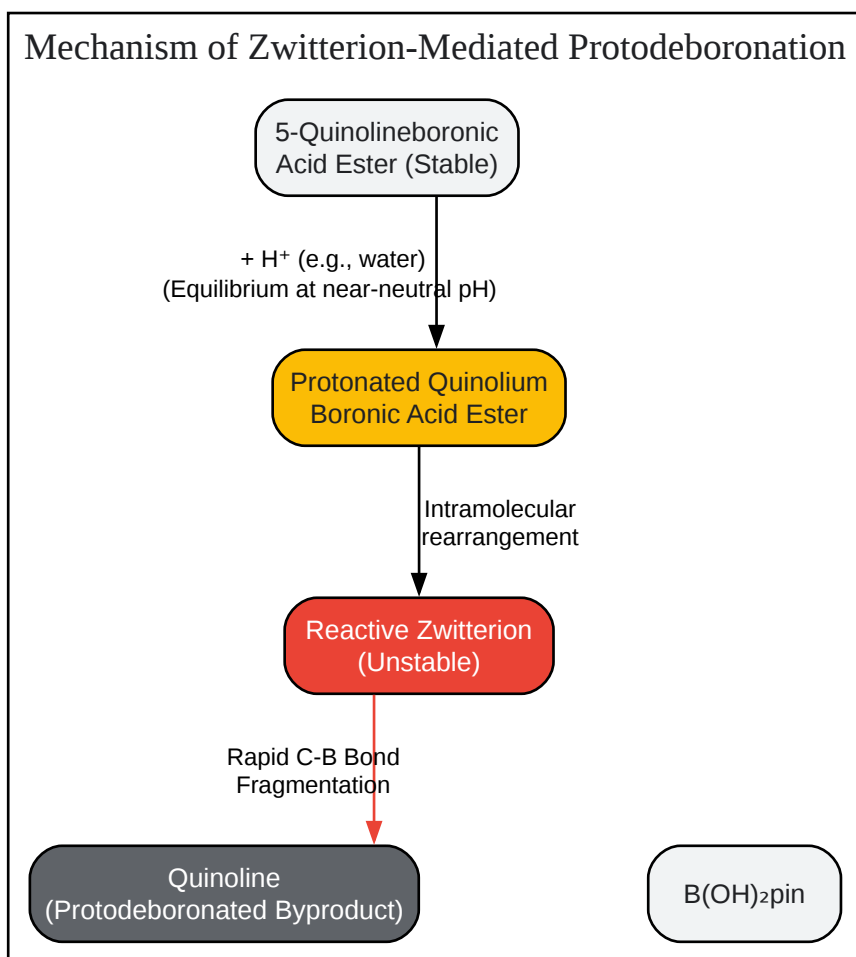 Mechanism of Zwitterion-Mediated Protodeboronation
5-Quinolineboronic
Acid Ester (Stable)
+ H⁺ (e.g., water)
(Equilibrium at near-neutral pH)
Protonated Quinolium
Boronic Acid Ester
Intramolecular
rearrangement
Reactive Zwitterion
(Unstable)
Rapid C-B Bond
Fragmentation
Quinoline
(Protodeboronated Byproduct)
B(OH)₂pin